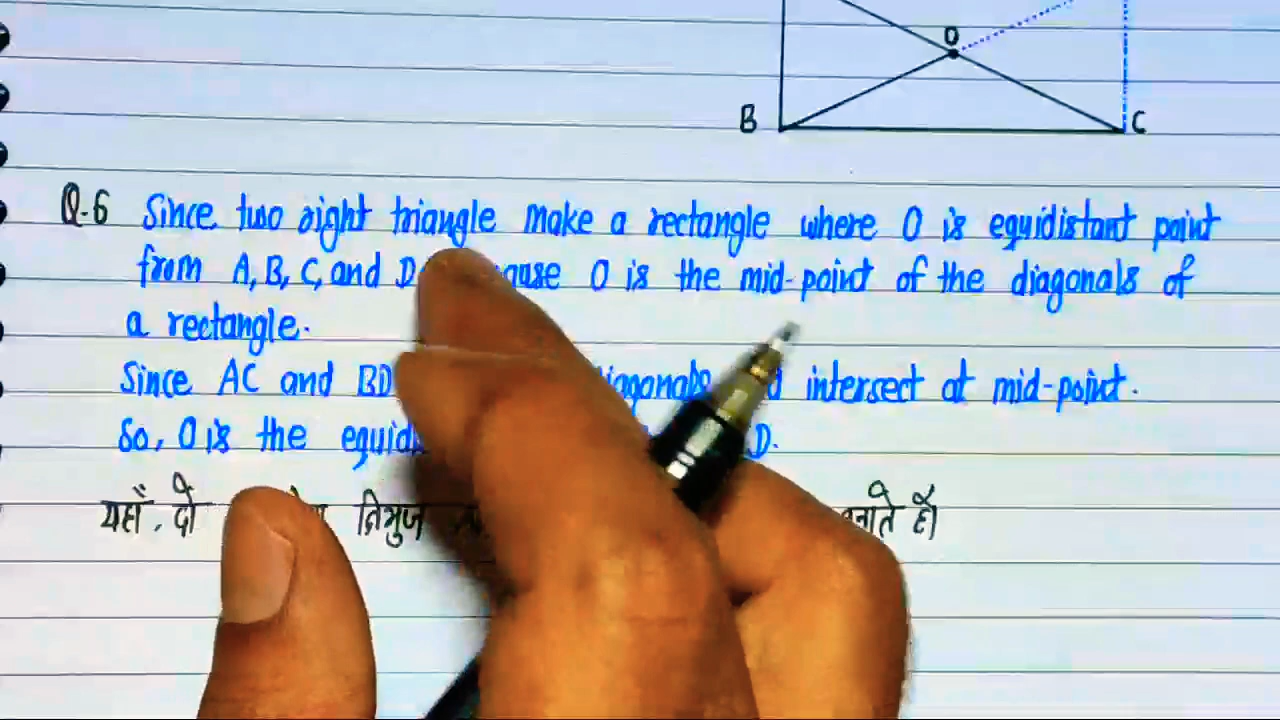 O
B
C
Q.6 Since two right triangle make a rectangle where O is equidistant point
from A, B, C, and D O is the mid-point of the diagonals of
a rectangle.
Since AC and BD intersect at mid-point.
So, O is the D.
यहाँ, दो त्रिभुज बनाते हैं